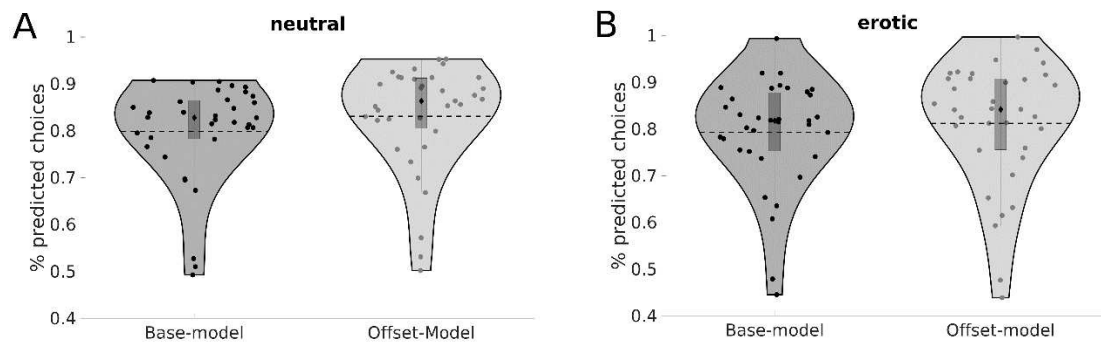 A
neutral
% predicted choices
1
0.9
0.8
0.7
0.6
0.5
0.4
Base-model
Offset-Model
B
erotic
% predicted choices
1
0.9
0.8
0.7
0.6
0.5
0.4
Base-model
Offset-model